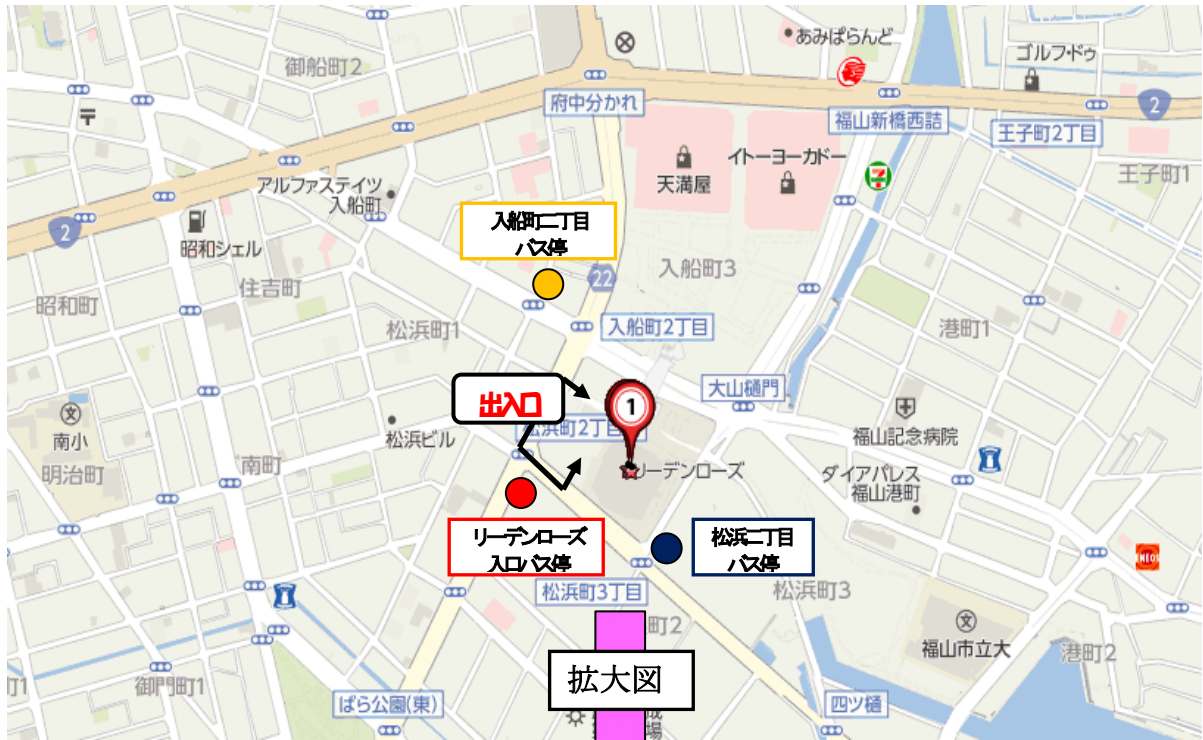 あみぱらんど
ゴルフ・ドゥ
御船町2
府中分かれ
福山新橋西詰
2
王子町2丁目
イトーヨーカドー
天満屋
王子町1
アルファステイツ
入船町
7
2
昭和シェル
入船町二丁目
バス停
入船町3
22
住吉町
昭和町
松浜町1
入船町2丁目
港町1
出入口
1
大山樋門
南小
松浜ビル
松浜町2丁目
福山記念病院
明治町
南町
リーデンローズ
ダイアパレス
福山港町
リーデンローズ
入口バス停
松浜二丁目
バス停
ENEOS
松浜町3丁目
松浜町3
町2
福山市立大
港町2
拡大図
町1
御門町1
ばら公園(東)
四ツ樋
場